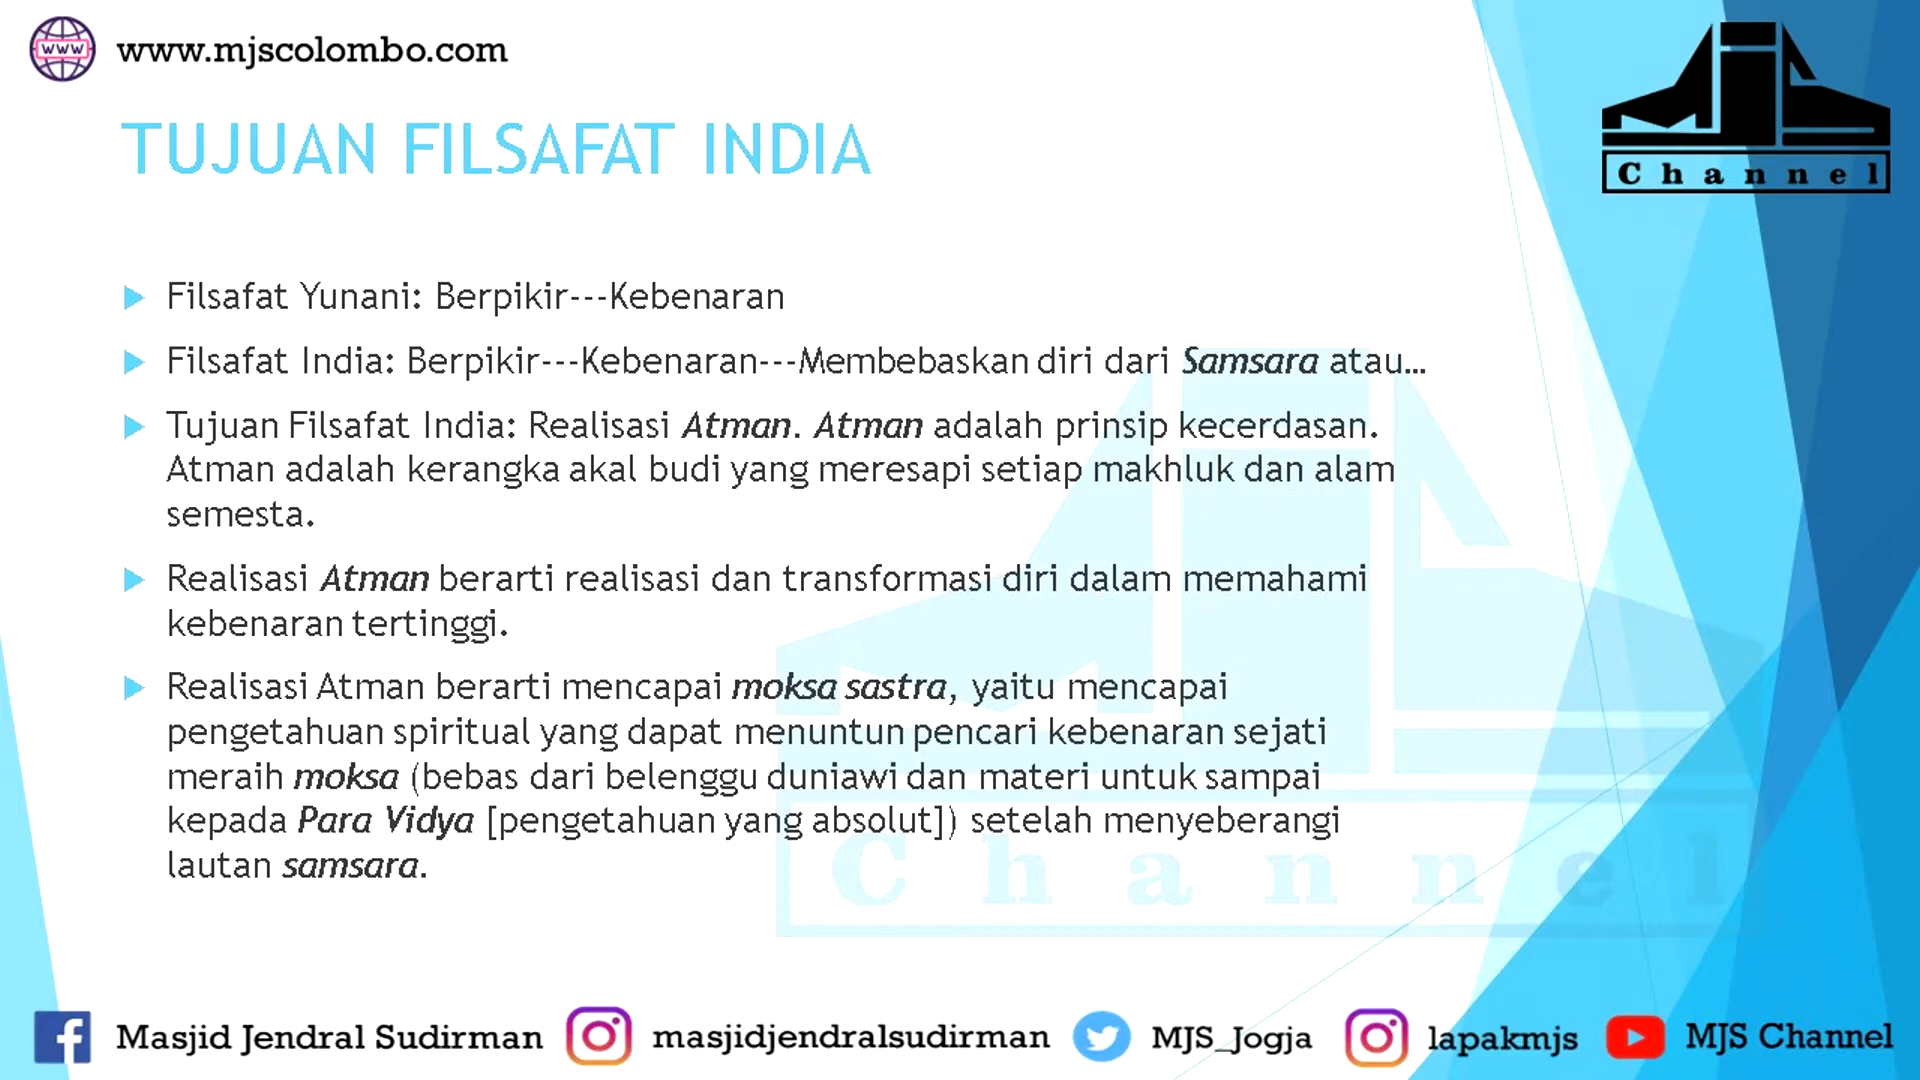 www.mjscolombo.com
Channel
TUJUAN FILSAFAT INDIA
Filsafat Yunani: Berpikir---Kebenaran
Filsafat India: Berpikir---Kebenaran---Membebaskan diri dari Samsara atau…
Tujuan Filsafat India: Realisasi Atman. Atman adalah prinsip kecerdasan.
Atman adalah kerangka akal budi yang meresapi setiap makhluk dan alam
semesta.
Realisasi Atman berarti realisasi dan transformasi diri dalam memahami
kebenaran tertinggi.
Realisasi Atman berarti mencapai moksa sastra, yaitu mencapai
pengetahuan spiritual yang dapat menuntun pencari kebenaran sejati
meraih moksa (bebas dari belenggu duniawi dan materi untuk sampai
kepada Para Vidya [pengetahuan yang absolut]) setelah menyeberangi
lautan samsara.
Channel
Masjid Jendral Sudirman masjidjendralsudirman MJS_Jogja lapakmjs MJS Channel